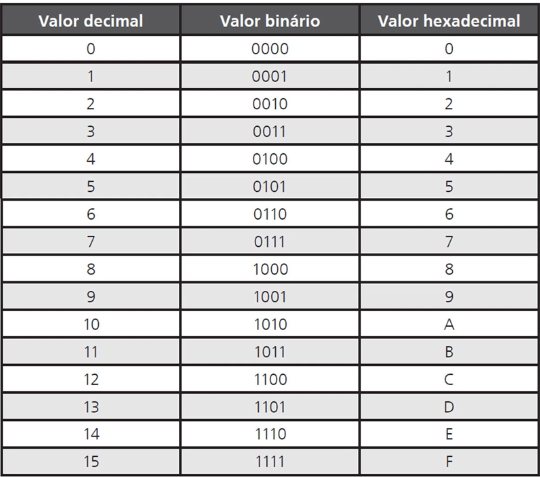 Valor decimal Valor binário Valor hexadecimal
0 0000 0
1 0001 1
2 0010 2
3 0011 3
4 0100 4
5 0101 5
6 0110 6
7 0111 7
8 1000 8
9 1001 9
10 1010 A
11 1011 B
12 1100 C
13 1101 D
14 1110 E
15 1111 F